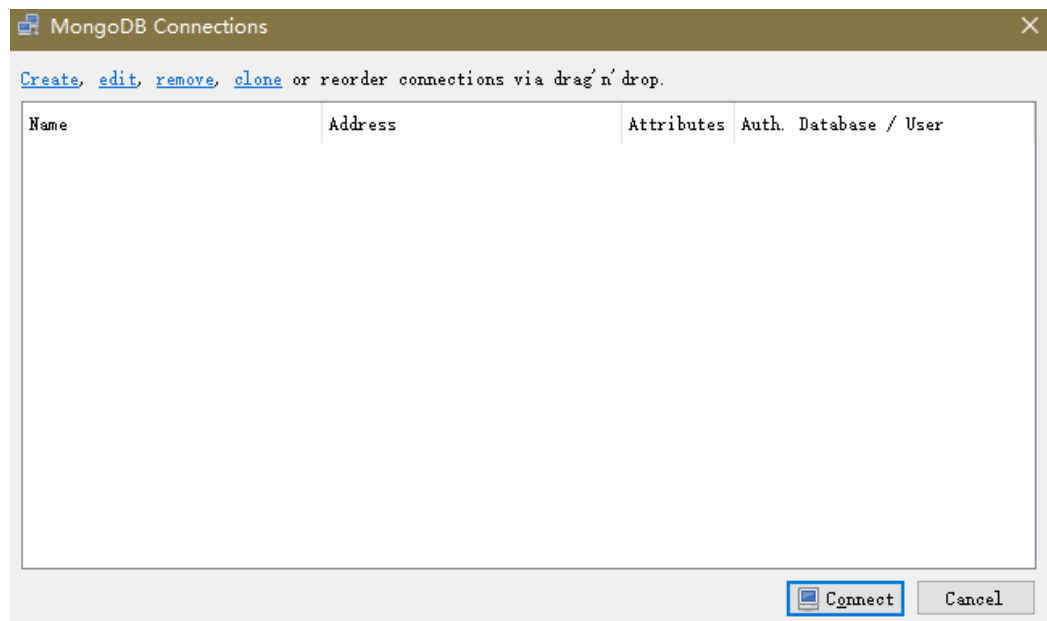 MongoDB Connections
Create, edit, remove, clone or reorder connections via drag'n'drop.
Name Address Attributes Auth. Database / User
Connect Cancel